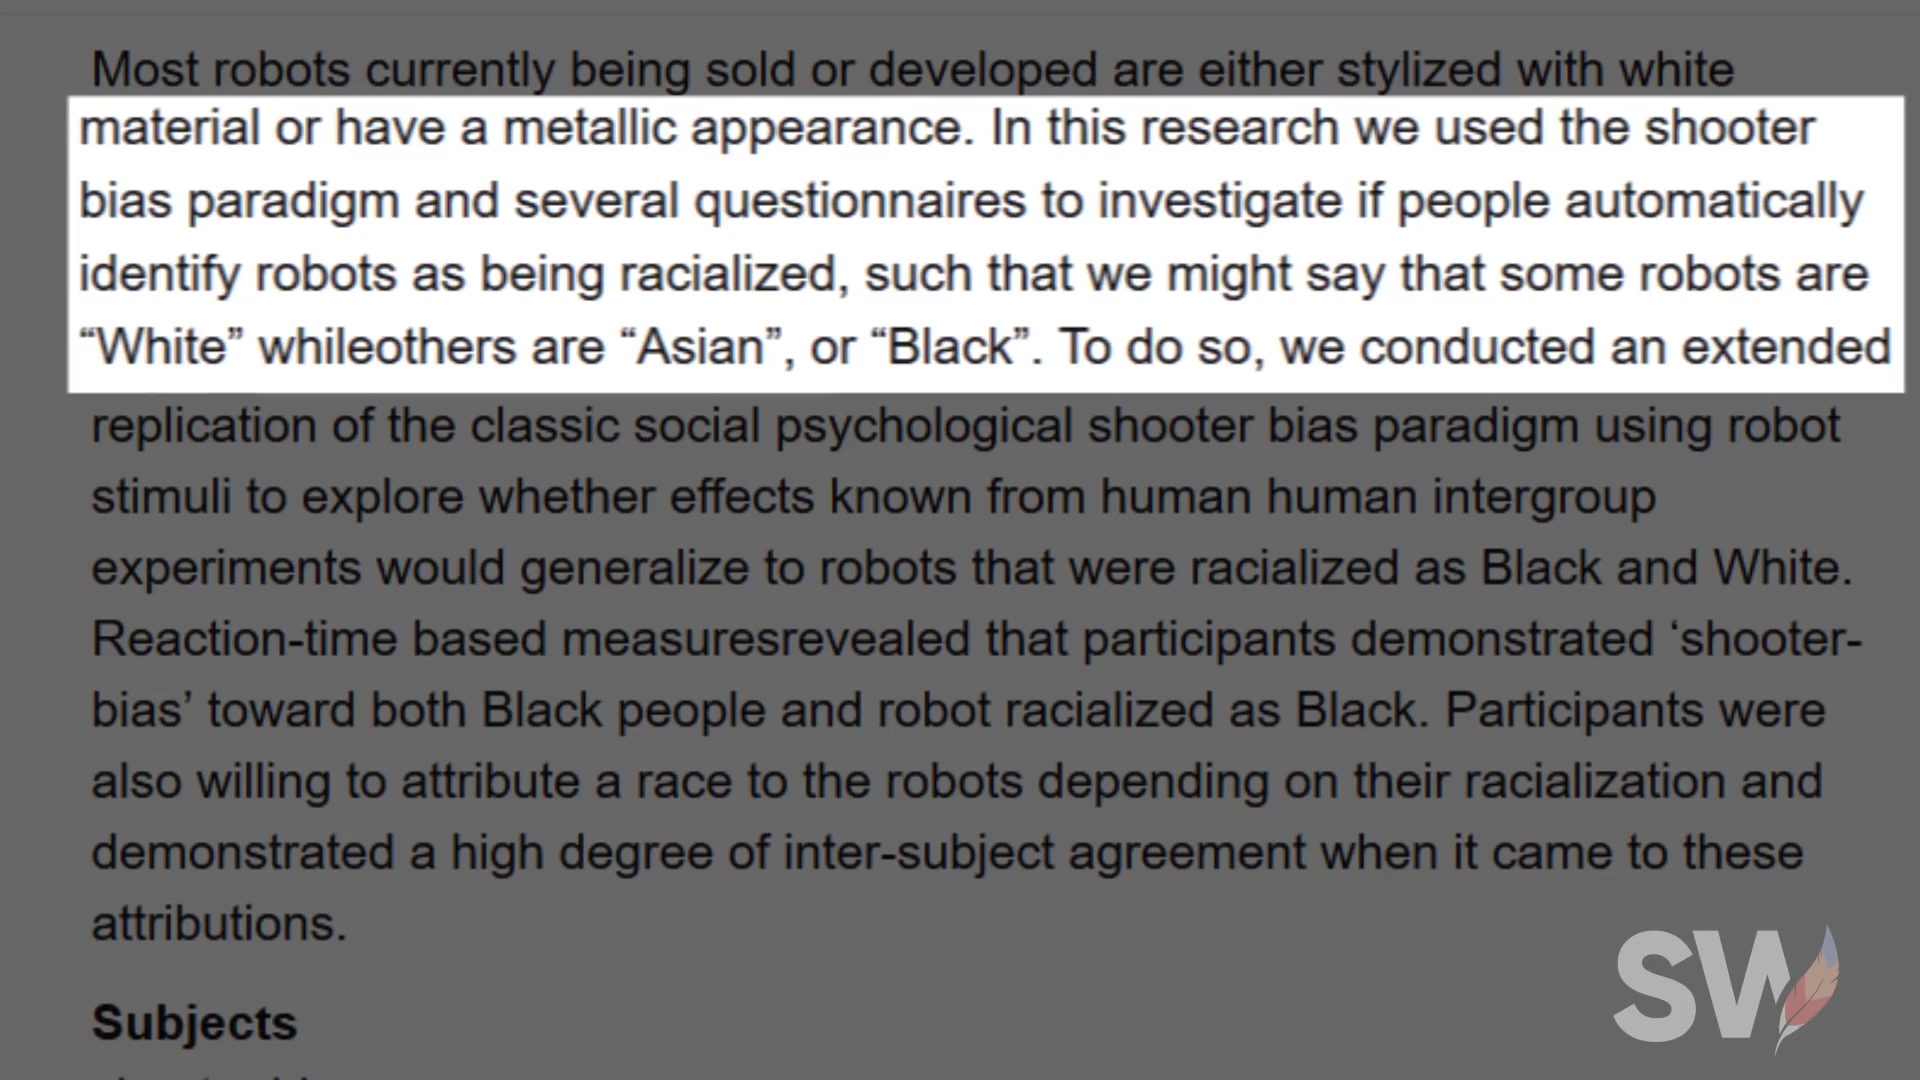 Most robots currently being sold or developed are either stylized with white
material or have a metallic appearance. In this research we used the shooter
bias paradigm and several questionnaires to investigate if people automatically
identify robots as being racialized, such that we might say that some robots are
“White” whileothers are “Asian”, or “Black”. To do so, we conducted an extended
replication of the classic social psychological shooter bias paradigm using robot
stimuli to explore whether effects known from human human intergroup
experiments would generalize to robots that were racialized as Black and White.
Reaction-time based measuresrevealed that participants demonstrated ‘shooter-
bias’ toward both Black people and robot racialized as Black. Participants were
also willing to attribute a race to the robots depending on their racialization and
demonstrated a high degree of inter-subject agreement when it came to these
attributions.
Subjects
SW